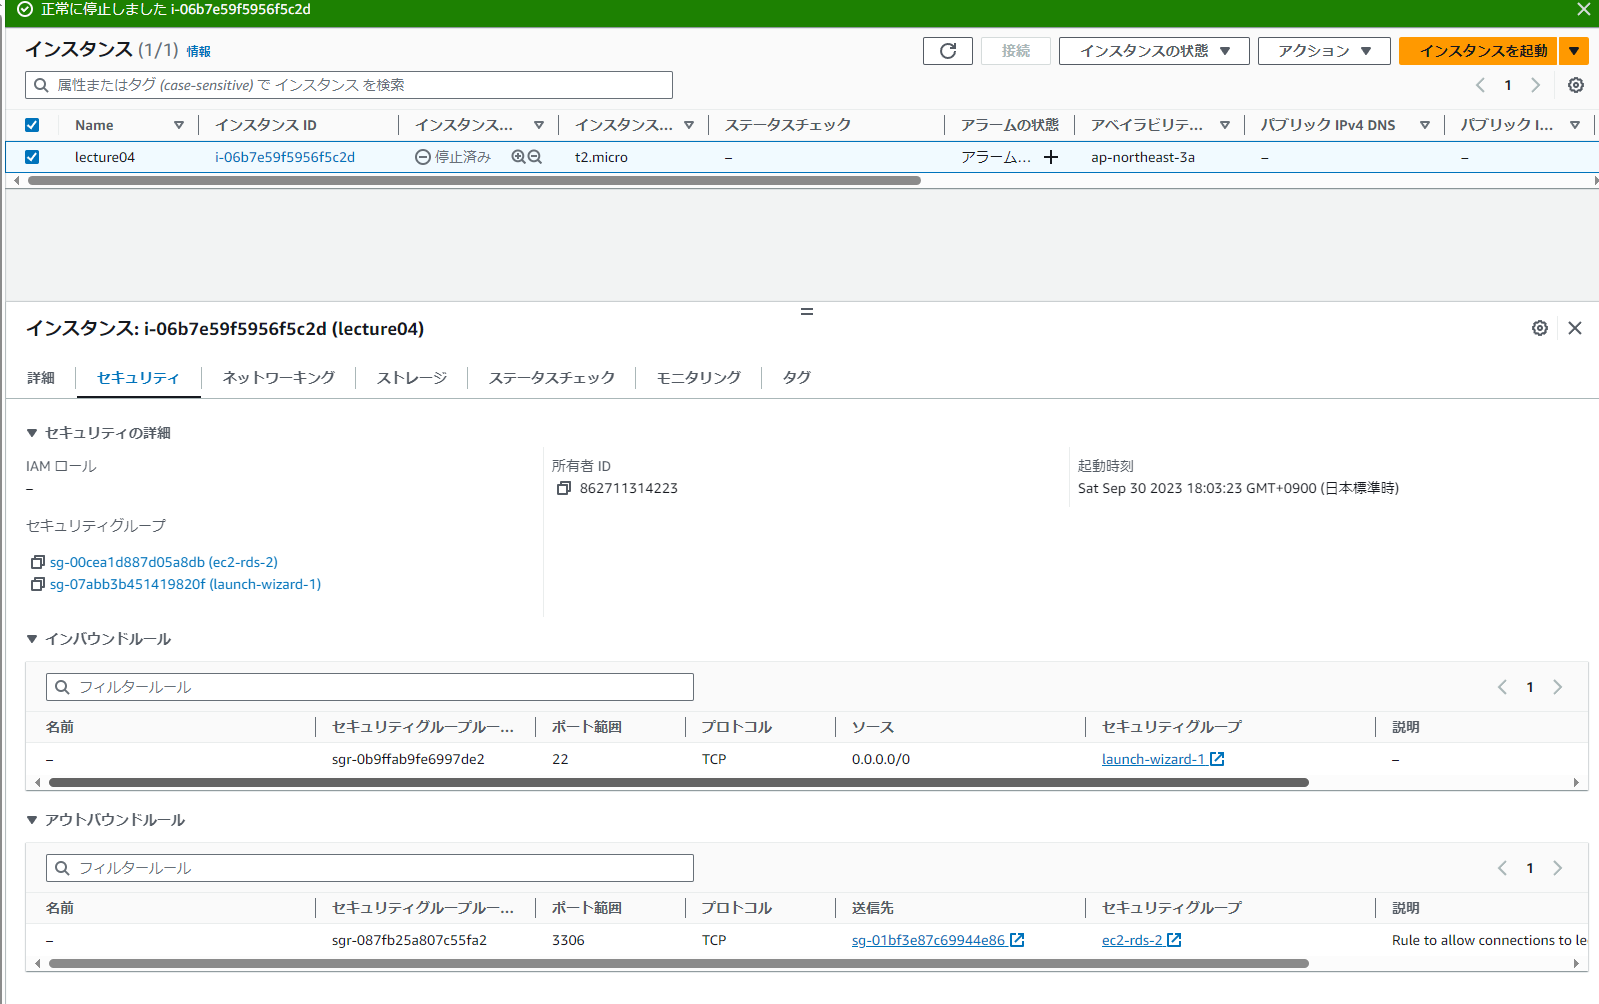 正常に停止しました i-06b7e59f5956f5c2d
インスタンス (1/1) 情報
接続
インスタンスの状態
アクション
インスタンスを起動
属性またはタグ (case-sensitive) で インスタンス を検索
1
Name インスタンス ID インスタンス... インスタンス... ステータスチェック アラームの状態 アベイラビリテ... パブリック IPv4 DNS パブリック I...
lecture04 i-06b7e59f5956f5c2d 停止済み t2.micro – アラーム... ap-northeast-3a – –
インスタンス: i-06b7e59f5956f5c2d (lecture04)
詳細 セキュリティ ネットワーキング ストレージ ステータスチェック モニタリング タグ
セキュリティの詳細
IAM ロール
–
所有者 ID
862711314223
起動時刻
Sat Sep 30 2023 18:03:23 GMT+0900 (日本標準時)
セキュリティグループ
sg-00cea1d887d05a8db (ec2-rds-2)
sg-07abb3b451419820f (launch-wizard-1)
インバウンドルール
フィルタールール
1
名前 セキュリティグループルー... ポート範囲 プロトコル ソース セキュリティグループ 説明
– sgr-0b9ffab9fe6997de2 22 TCP 0.0.0.0/0 launch-wizard-1 –
アウトバウンドルール
フィルタールール
1
名前 セキュリティグループルー... ポート範囲 プロトコル 送信先 セキュリティグループ 説明
– sgr-087fb25a807c55fa2 3306 TCP sg-01bf3e87c69944e86 ec2-rds-2 Rule to allow connections to le